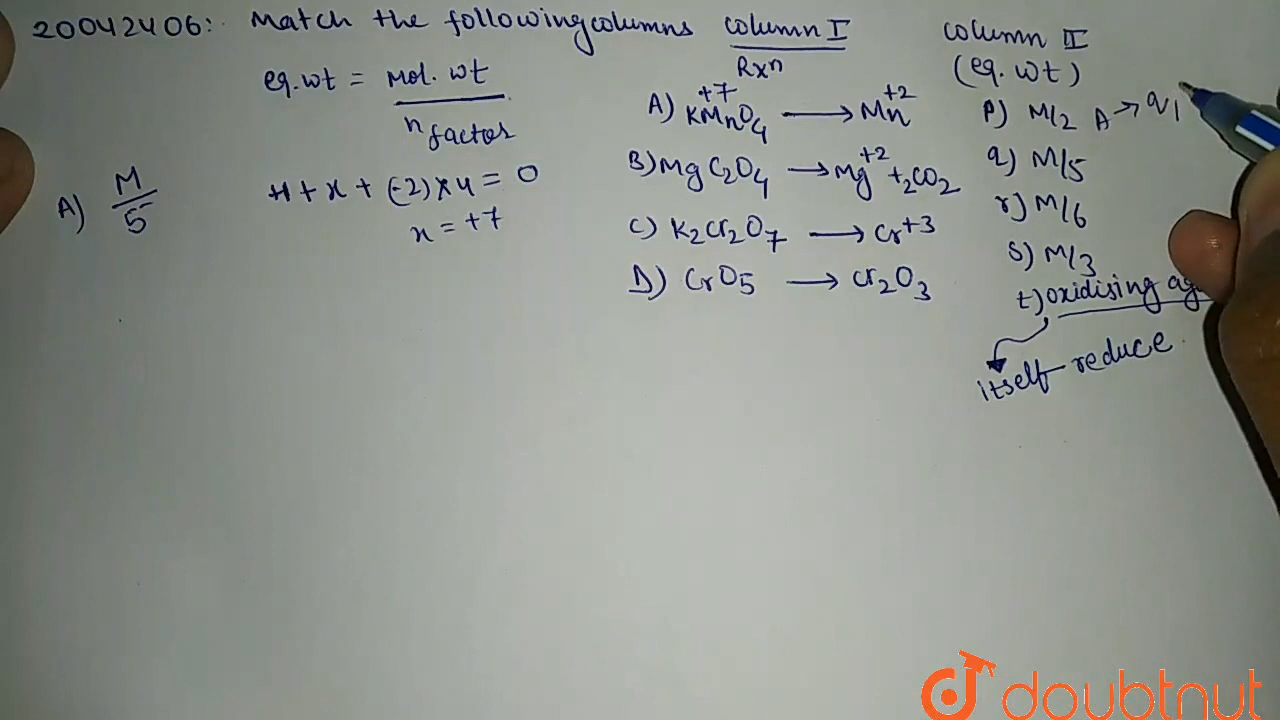 20042406: Match the following columns column I column II
Rxⁿ (eq. wt)
eq. wt = Mol. wt / n factor
A) KMnO4 → Mn
+7 +2
B) MgC2O4 → Mg+2 + 2CO2
C) K2Cr2O7 → Cr+3
D) CrO5 → Cr2O3
p) M/2 A → q,
q) M/5
r) M/6
s) M/3
t) oxidising ag
itself reduce
A) M/5
+1 + x + (-2) x 4 = 0
x = +7
doubtnut